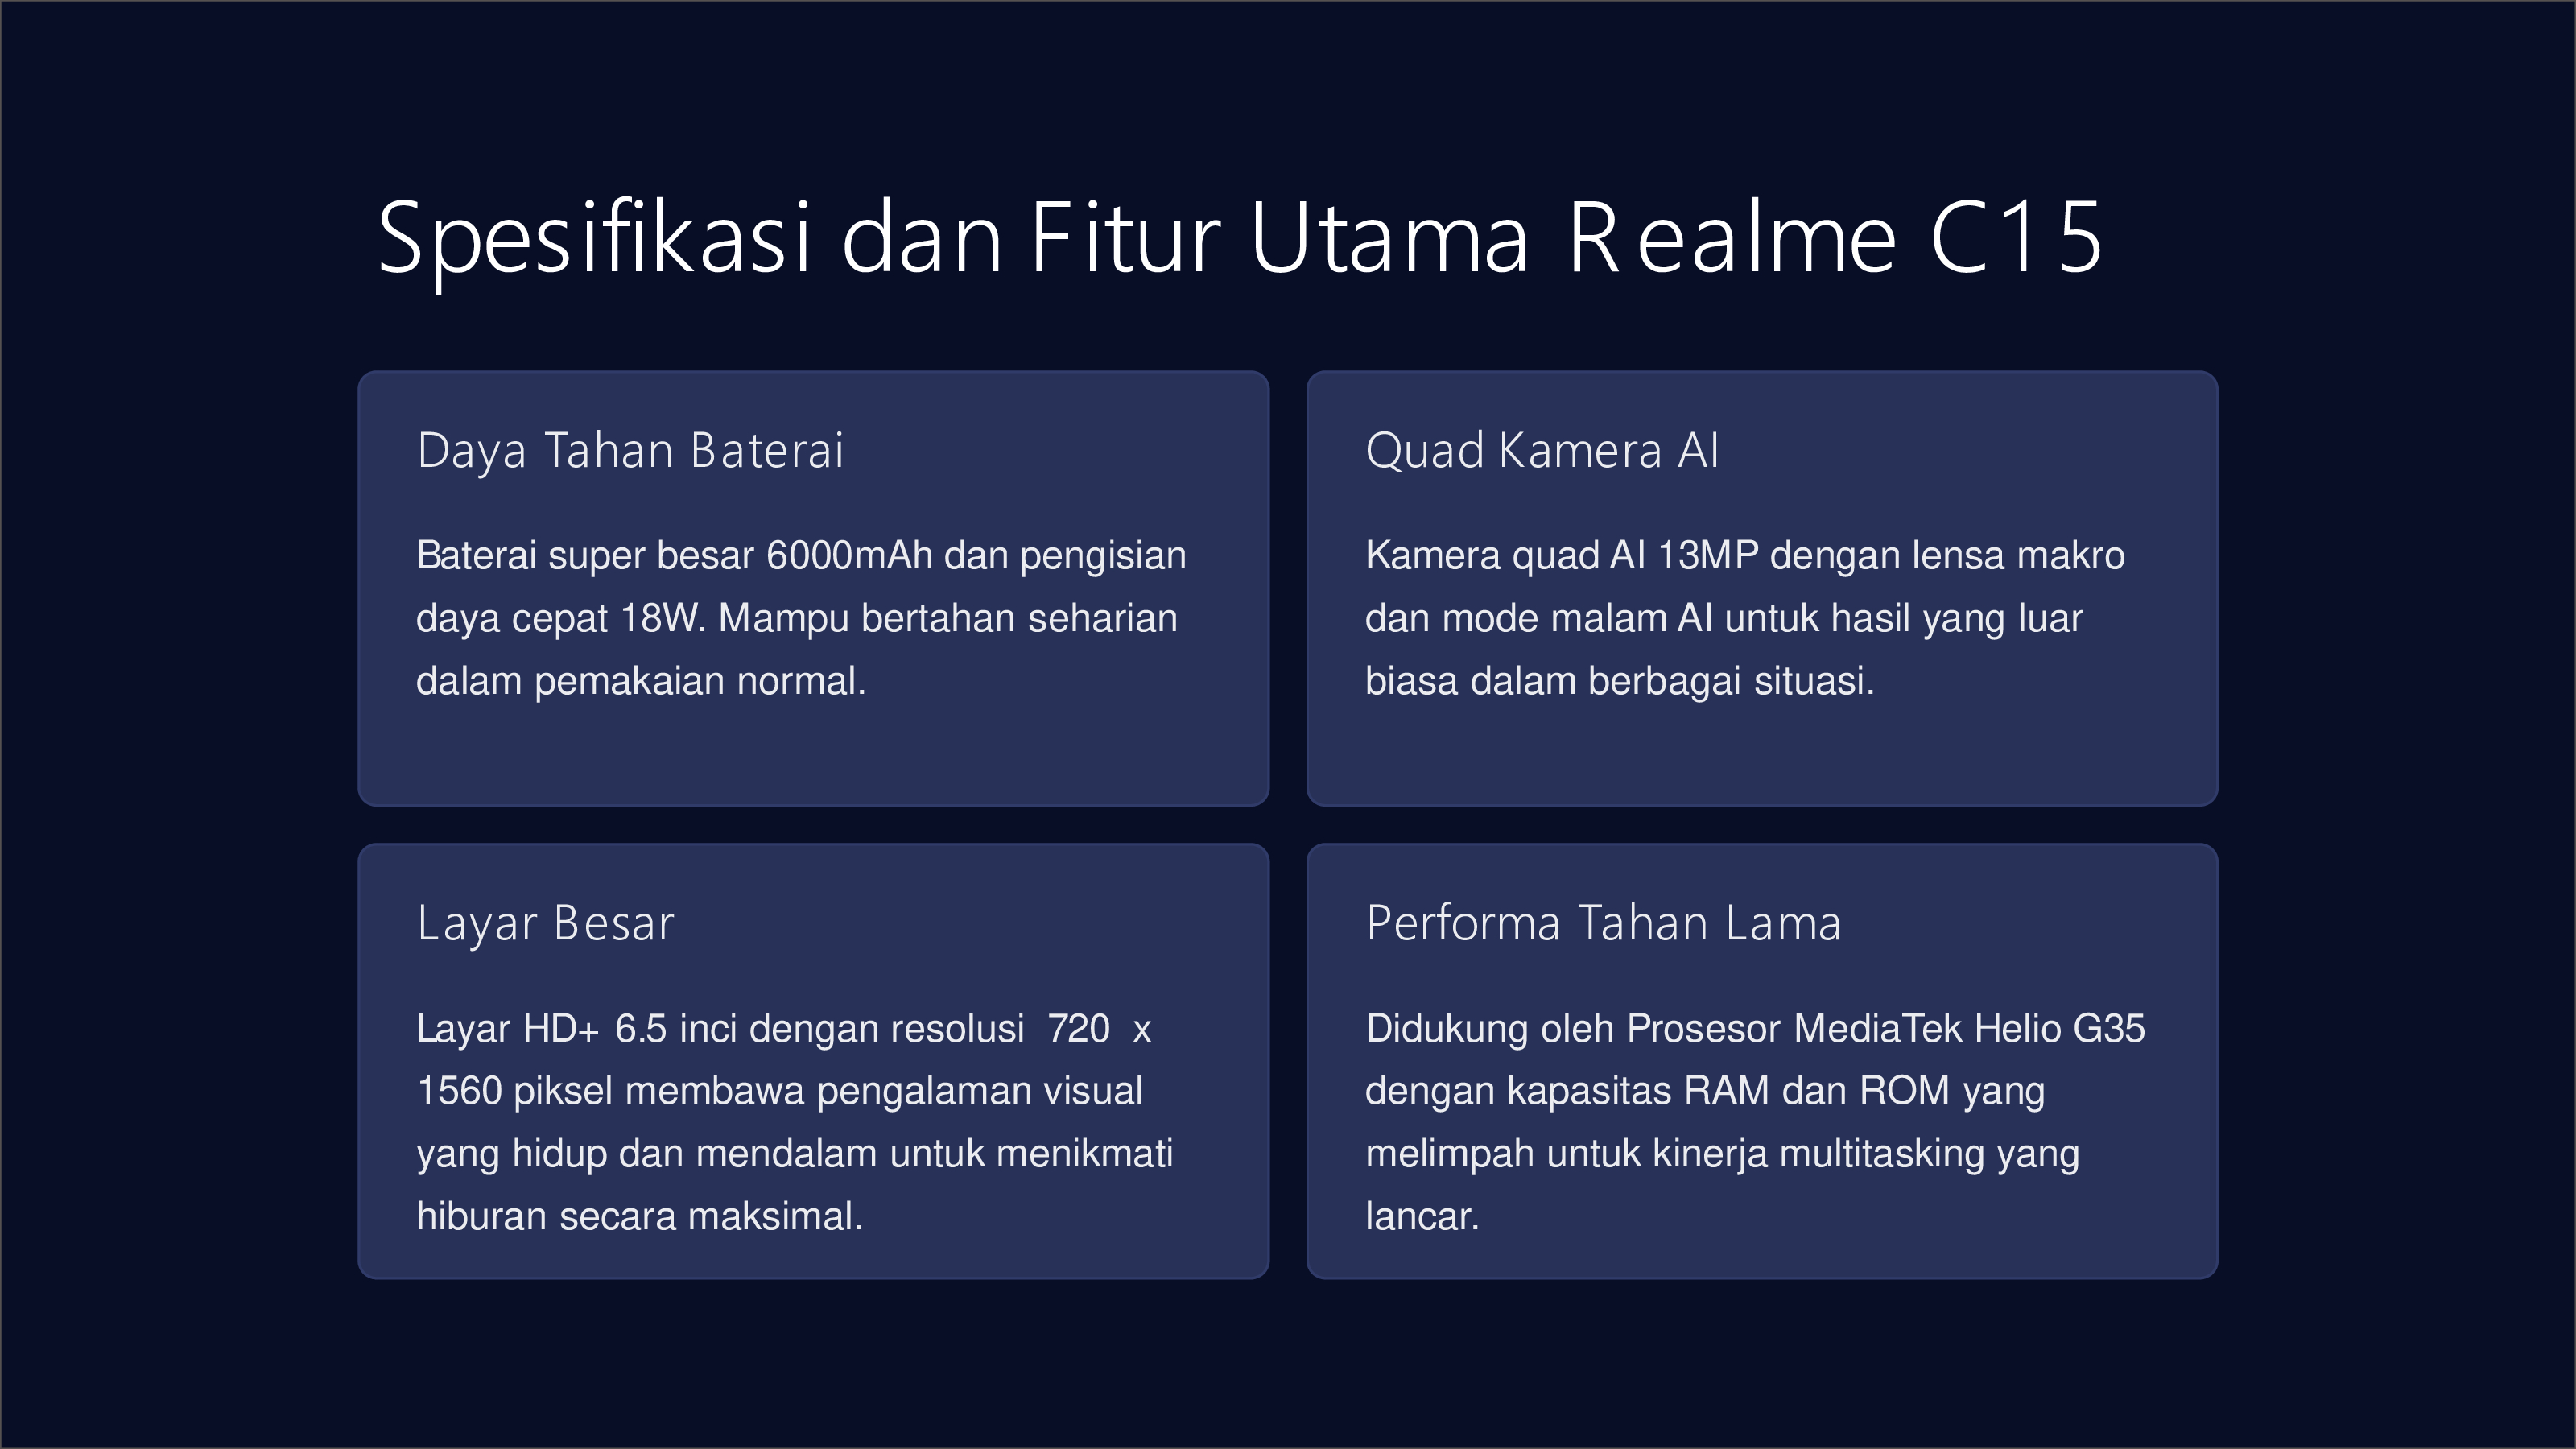 Spesifikasi dan Fitur Utama Realme C15
Daya Tahan Baterai
Baterai super besar 6000mAh dan pengisian
daya cepat 18W. Mampu bertahan seharian
dalam pemakaian normal.
Quad Kamera AI
Kamera quad AI 13MP dengan lensa makro
dan mode malam AI untuk hasil yang luar
biasa dalam berbagai situasi.
Layar Besar
Layar HD+ 6.5 inci dengan resolusi 720 x
1560 piksel membawa pengalaman visual
yang hidup dan mendalam untuk menikmati
hiburan secara maksimal.
Performa Tahan Lama
Didukung oleh Prosesor MediaTek Helio G35
dengan kapasitas RAM dan ROM yang
melimpah untuk kinerja multitasking yang
lancar.